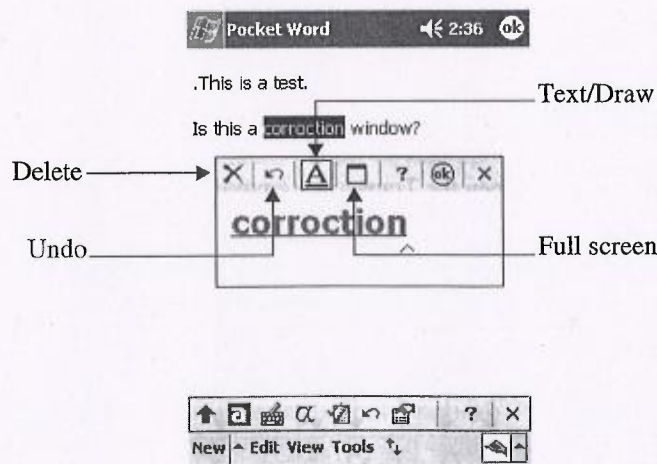 Pocket Word 2:36 ok
.This is a test.
Text/Draw
Is this a corroction window?
Delete
A ? ok ×
corroction
Undo
Full screen
α ? ×
New Edit View Tools